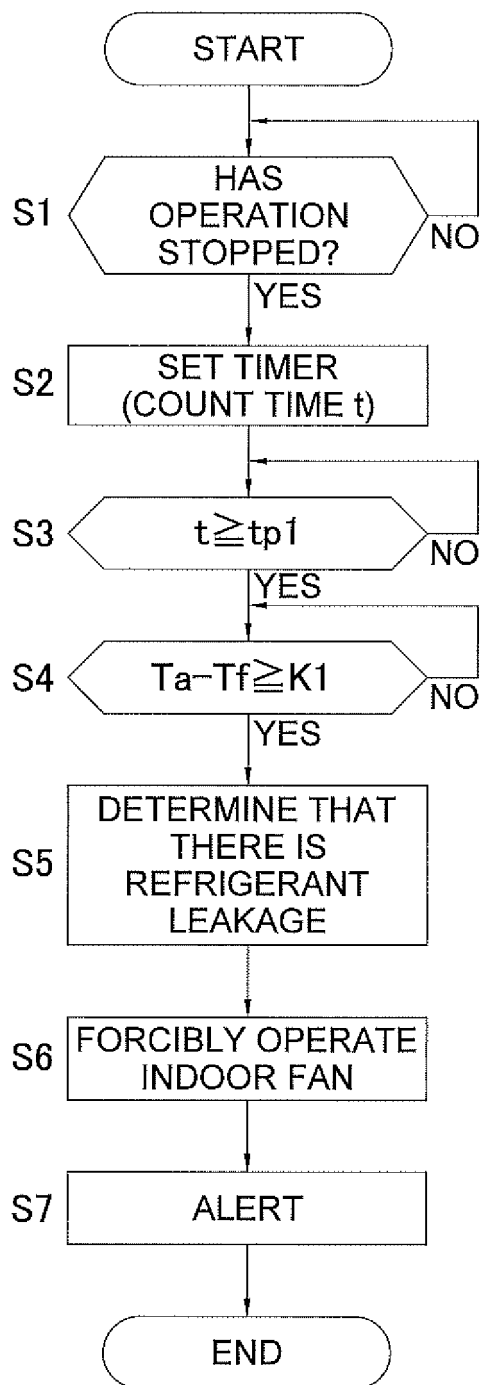 START
S1
HAS
OPERATION
STOPPED?
NO
YES
S2
SET TIMER
(COUNT TIME t)
S3
t≧tp1
NO
YES
S4
Ta-Tf≧K1
NO
YES
S5
DETERMINE THAT
THERE IS
REFRIGERANT
LEAKAGE
S6
FORCIBLY OPERATE
INDOOR FAN
S7
ALERT
END